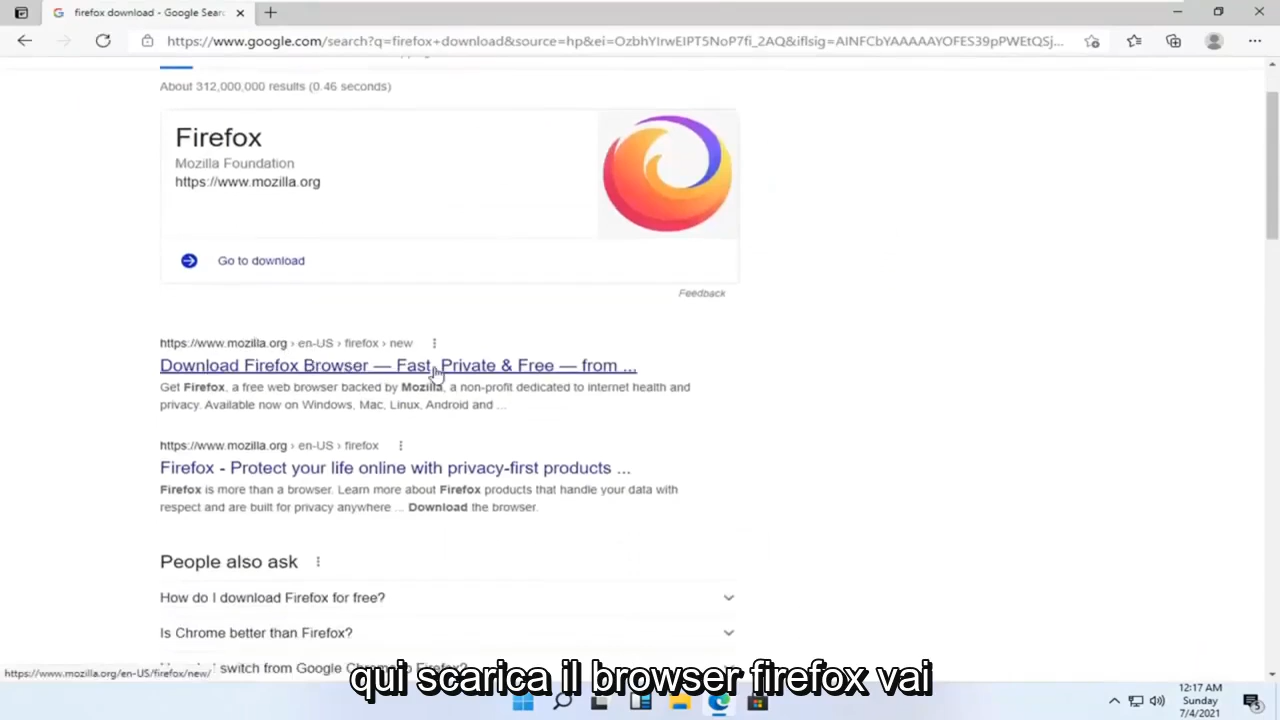 firefox download - Google Sear
https://www.google.com/search?q=firefox+download&source=hp&ei=OzbhYIrwEIPT5NoP7fi_2AQ&iflsig=AINFCbYAAAAAYOFES39pPWEtQSj...
About 312,000,000 results (0.46 seconds)
Firefox
Mozilla Foundation
https://www.mozilla.org
Go to download
Feedback
https://www.mozilla.org › en-US › firefox › new
Download Firefox Browser — Fast, Private & Free — from ...
Get Firefox, a free web browser backed by Mozilla, a non-profit dedicated to internet health and
privacy. Available now on Windows, Mac, Linux, Android and ...
https://www.mozilla.org › en-US › firefox
Firefox - Protect your life online with privacy-first products ...
Firefox is more than a browser. Learn more about Firefox products that handle your data with
respect and are built for privacy anywhere ... Download the browser.
People also ask
How do I download Firefox for free?
Is Chrome better than Firefox?
switch from Google Chrome to Firefox?
https://www.mozilla.org/en-US/firefox/new/
qui scarica il browser firefox vai
12:17 AM
Sunday
7/4/2021